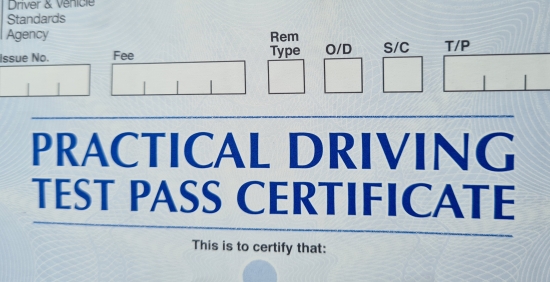 Driver & Vehicle
Standards
Agency
Issue No.
Fee
Rem
Type
O/D
S/C
T/P
PRACTICAL DRIVING
TEST PASS CERTIFICATE
This is to certify that: